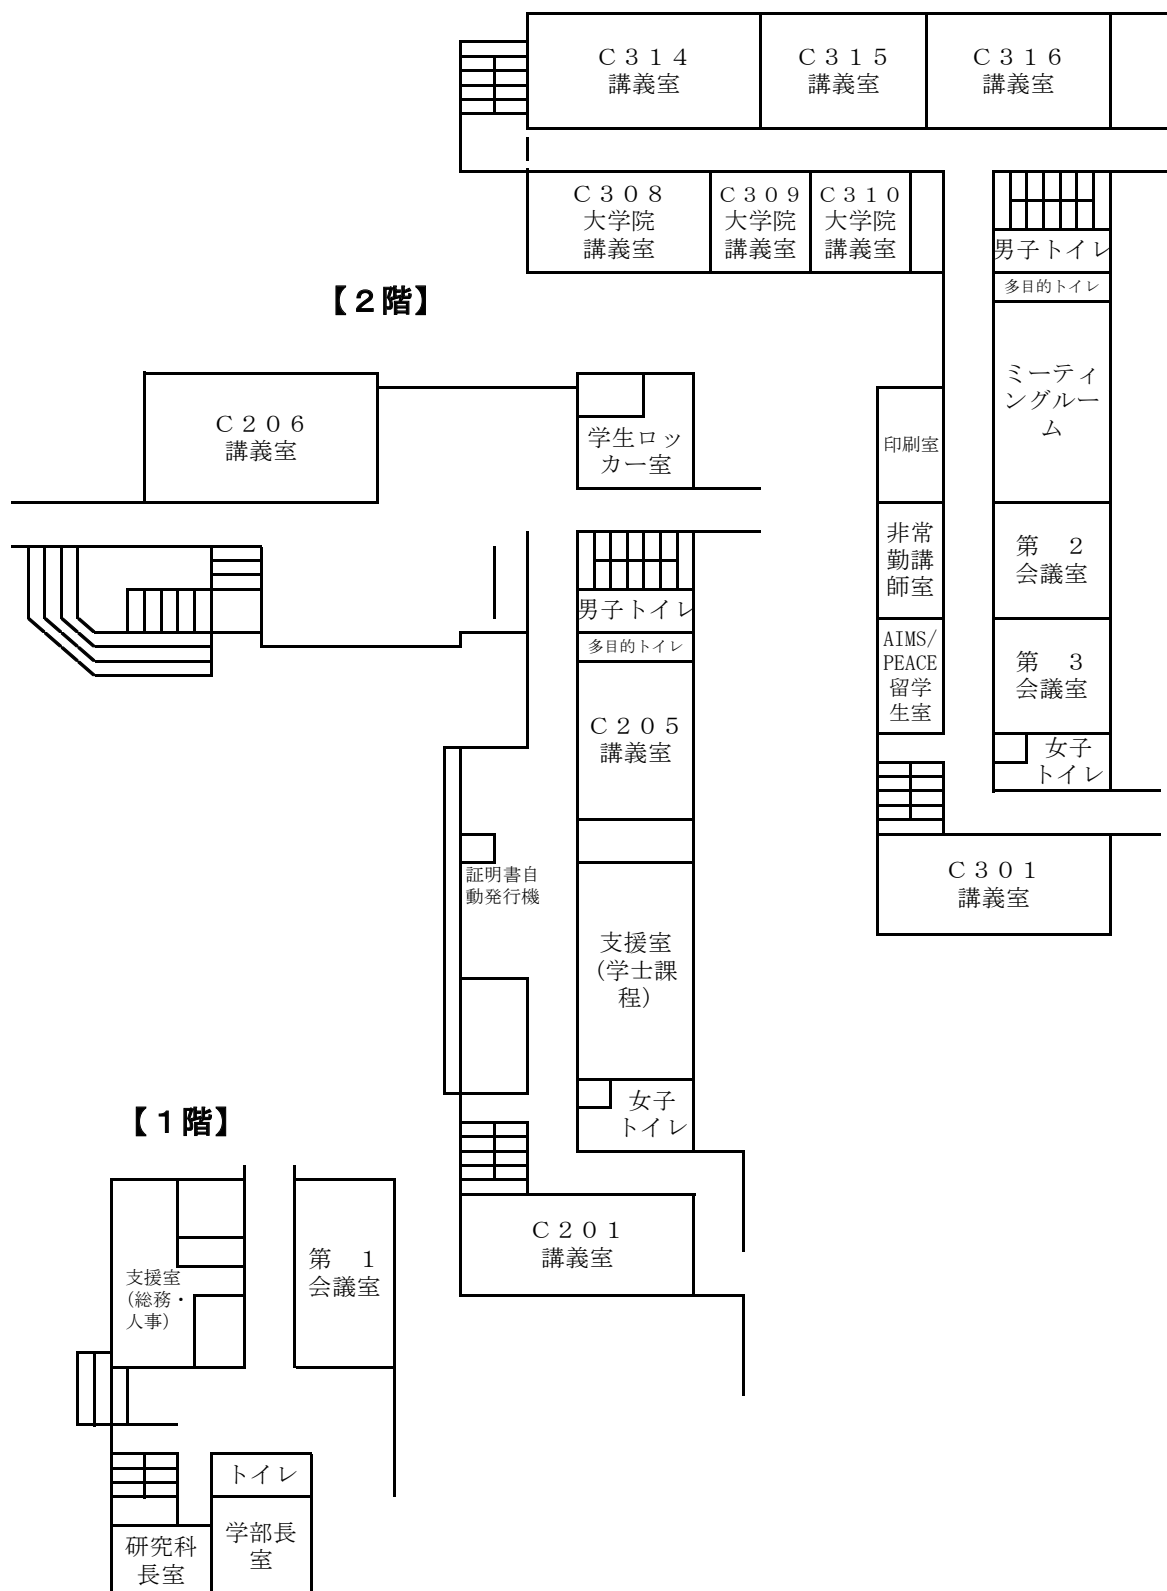 Ｃ３１４
講義室
Ｃ３１５
講義室
Ｃ３１６
講義室
Ｃ３０８
大学院
講義室
Ｃ３０９
大学院
講義室
Ｃ３１０
大学院
講義室
男子トイレ
多目的トイレ
ミーティ
ングルー
ム
印刷室
非常
勤講
師室
第　２
会議室
AIMS/
PEACE
留学
生室
第　３
会議室
女子
トイレ
Ｃ３０１
講義室
【２階】
Ｃ２０６
講義室
学生ロッ
カー室
男子トイレ
多目的トイレ
Ｃ２０５
講義室
証明書自
動発行機
支援室
(学士課
程)
女子
トイレ
Ｃ２０１
講義室
【１階】
支援室
(総務・
人事)
第　１
会議室
トイレ
研究科
長室
学部長
室